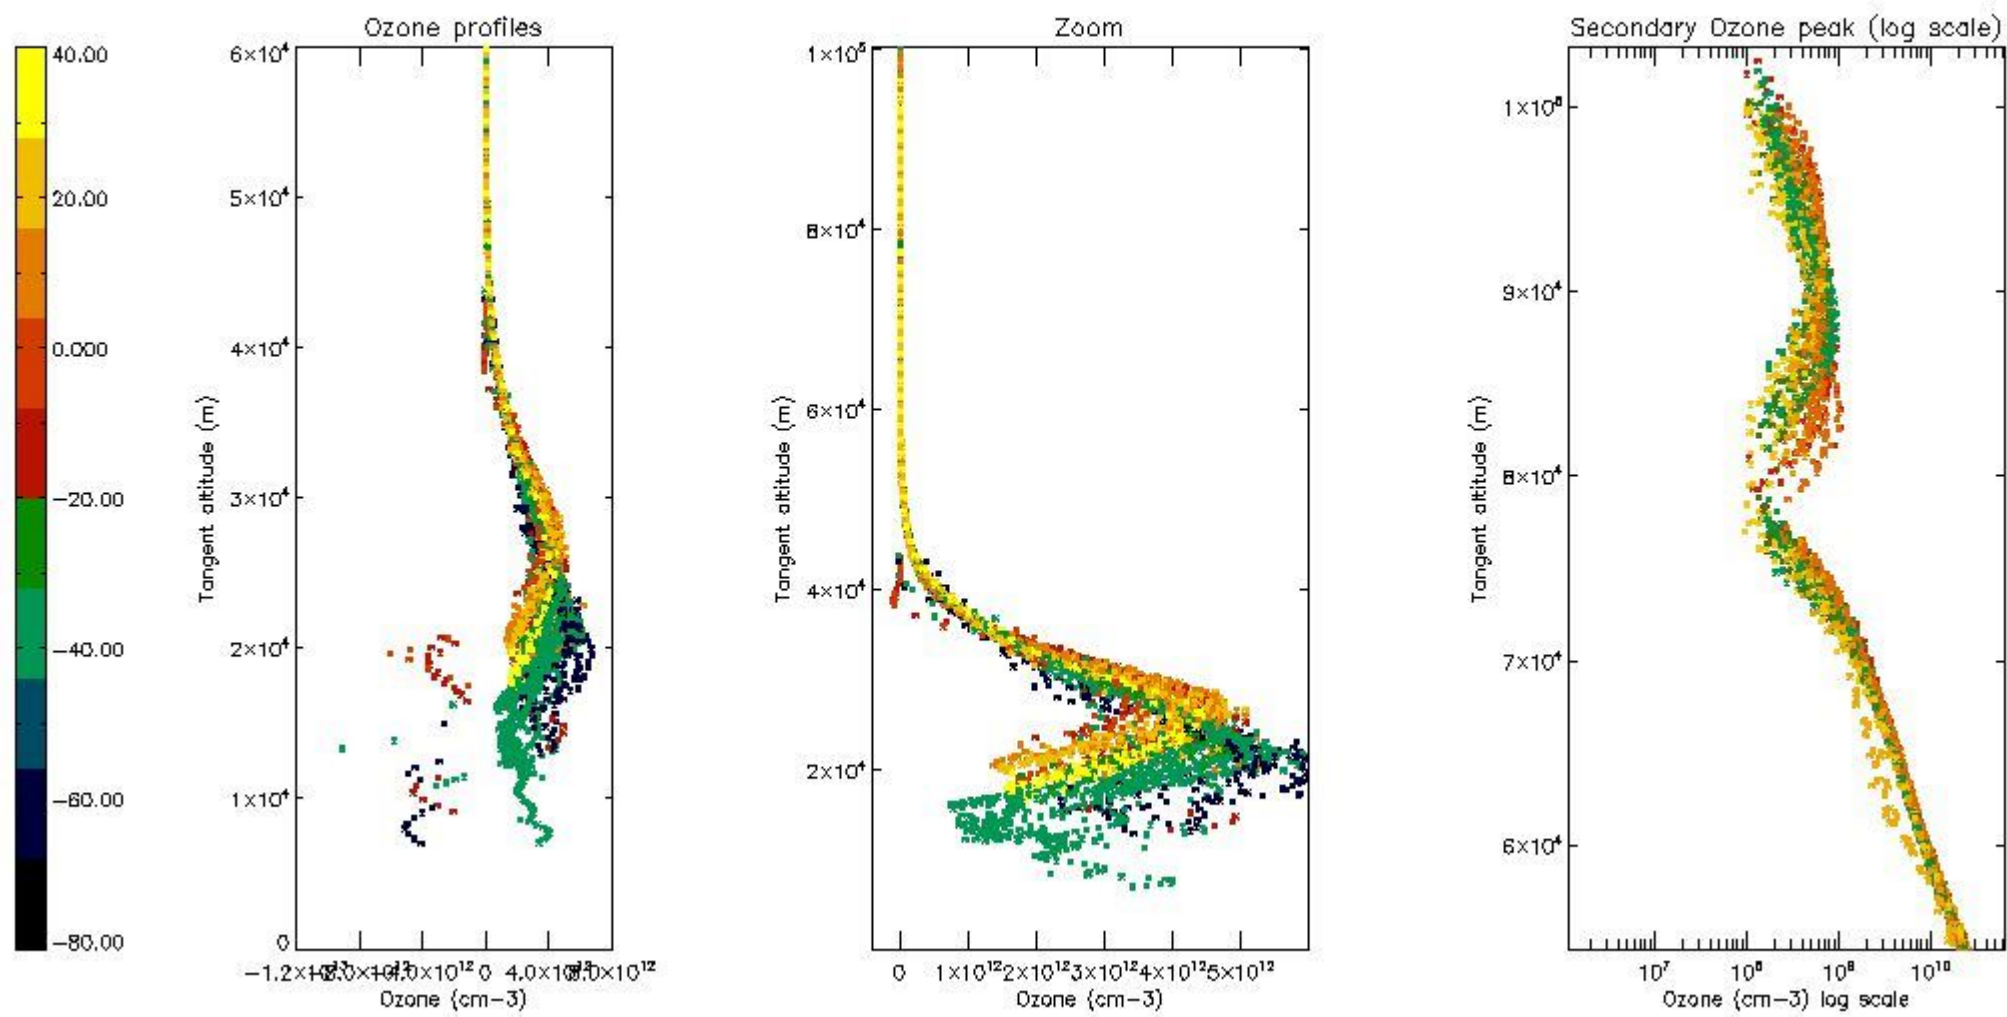 Ozone profiles
Zoom
Secondary Ozone peak (log scale)
40.00
20.00
0.000
−20.00
−40.00
−60.00
−80.00
6×10⁴
5×10⁴
4×10⁴
3×10⁴
2×10⁴
1×10⁴
0
Tangent altitude (m)
0
Ozone (cm−3)
1×10⁵
8×10⁴
6×10⁴
4×10⁴
2×10⁴
Tangent altitude (m)
0 1×10¹² 2×10¹² 3×10¹² 4×10¹² 5×10¹²
Ozone (cm−3)
1×10⁵
9×10⁴
8×10⁴
7×10⁴
6×10⁴
Tangent altitude (m)
10⁷ 10⁸ 10⁹ 10¹⁰
Ozone (cm−3) log scale